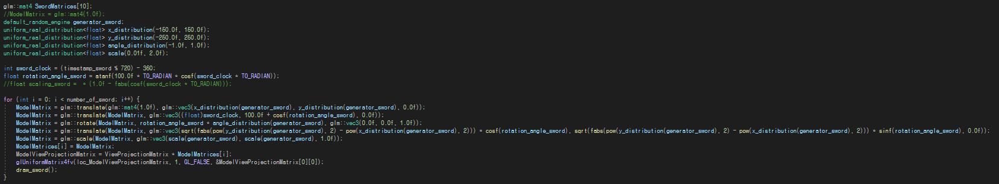 glm::mat4 SwordMatrices[10];
//ModelMatrix = glm::mat4(1.0f);
default_random_engine generator_sword;
uniform_real_distribution<float> x_distribution(-150.0f, 150.0f);
uniform_real_distribution<float> y_distribution(-250.0f, 250.0f);
uniform_real_distribution<float> angle_distribution(-1.0f, 1.0f);
uniform_real_distribution<float> scale(0.01f, 2.0f);
int sword_clock = (timestamp_sword % 720) - 360;
float rotation_angle_sword = atanf(100.0f * TO_RADIAN * cosf(sword_clock * TO_RADIAN));
//float scaling_sword =  * (1.0f - fabs(cosf(sword_clock * TO_RADIAN)));
for (int i = 0; i < number_of_sword; i++) {
ModelMatrix = glm::translate(glm::mat4(1.0f), glm::vec3(x_distribution(generator_sword), y_distribution(generator_sword), 0.0f));
ModelMatrix = glm::translate(ModelMatrix, glm::vec3((float)sword_clock, 100.0f + cosf(rotation_angle_sword), 0.0f));
ModelMatrix = glm::rotate(ModelMatrix, rotation_angle_sword * angle_distribution(generator_sword), glm::vec3(0.0f, 0.0f, 1.0f));
ModelMatrix = glm::translate(ModelMatrix, glm::vec3(sqrt(fabs(pow(y_distribution(generator_sword), 2) - pow(x_distribution(generator_sword), 2))) * cosf(rotation_angle_sword), sqrt(fabs(pow(y_distribution(generator_sword), 2) - pow(x_distribution(generator_sword), 2))) * sinf(rotation_angle_sword), 0.0f));
ModelMatrix = glm::scale(ModelMatrix, glm::vec3(scale(generator_sword), scale(generator_sword), 1.0f));
ModelMatrices[i] = ModelMatrix;
ModelViewProjectionMatrix = ViewProjectionMatrix * ModelMatrices[i];
glUniformMatrix4fv(loc_ModelViewProjectionMatrix, 1, GL_FALSE, &ModelViewProjectionMatrix[0][0]);
draw_sword();
}